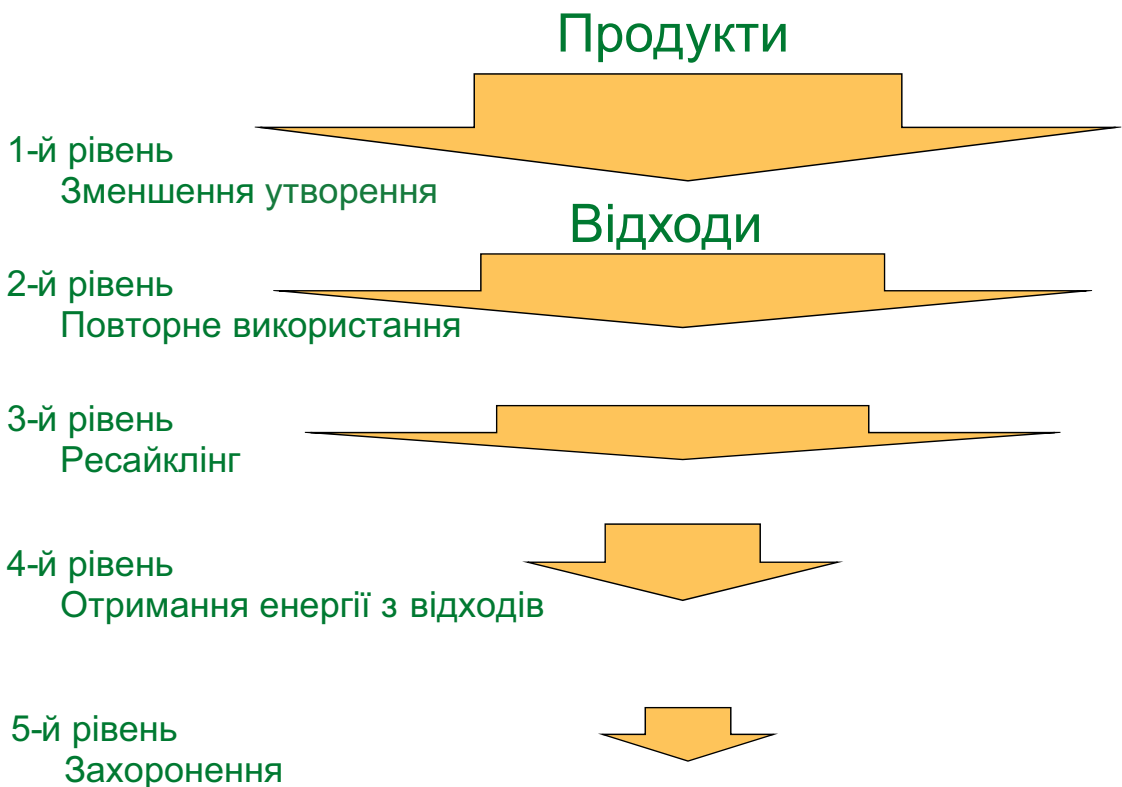 Продукти
1-й рівень
Зменшення утворення
Відходи
2-й рівень
Повторне використання
3-й рівень
Ресайклінг
4-й рівень
Отримання енергії з відходів
5-й рівень
Захоронення